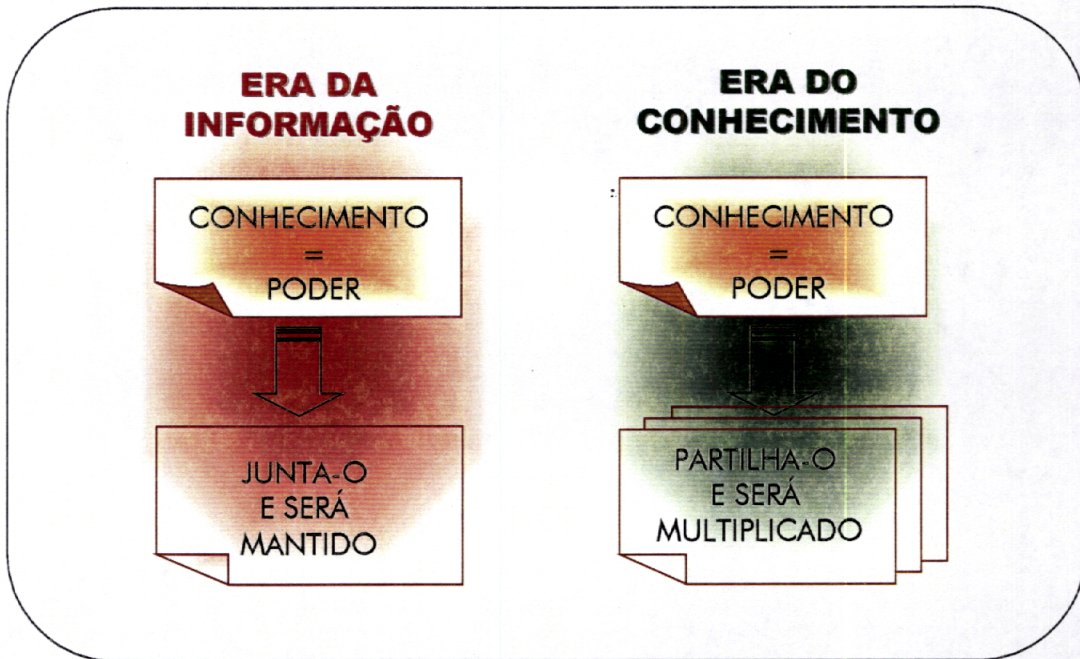 ERA DA
INFORMAÇÃO
CONHECIMENTO
=
PODER
JUNTA-O
E SERÁ
MANTIDO
ERA DO
CONHECIMENTO
CONHECIMENTO
=
PODER
PARTILHA-O
E SERÁ
MULTIPLICADO